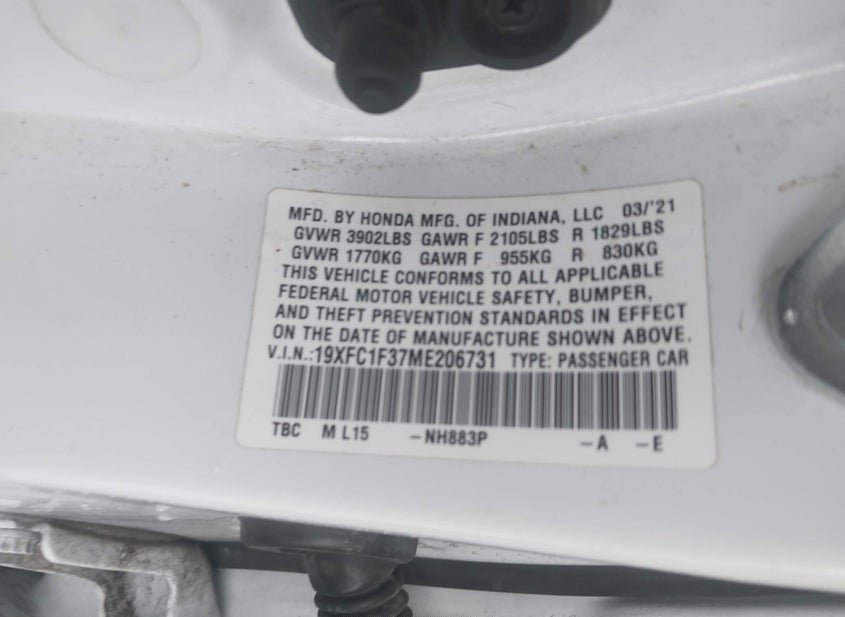 MFD. BY HONDA MFG. OF INDIANA, LLC 03/'21
GVWR 3902LBS GAWR F 2105LBS R 1829LBS
GVWR 1770KG GAWR F 955KG R 830KG
THIS VEHICLE CONFORMS TO ALL APPLICABLE
FEDERAL MOTOR VEHICLE SAFETY, BUMPER,
AND THEFT PREVENTION STANDARDS IN EFFECT
ON THE DATE OF MANUFACTURE SHOWN ABOVE.
V.I.N.:19XFC1F37ME206731 TYPE: PASSENGER CAR
TBC M L15 -NH883P -A -E